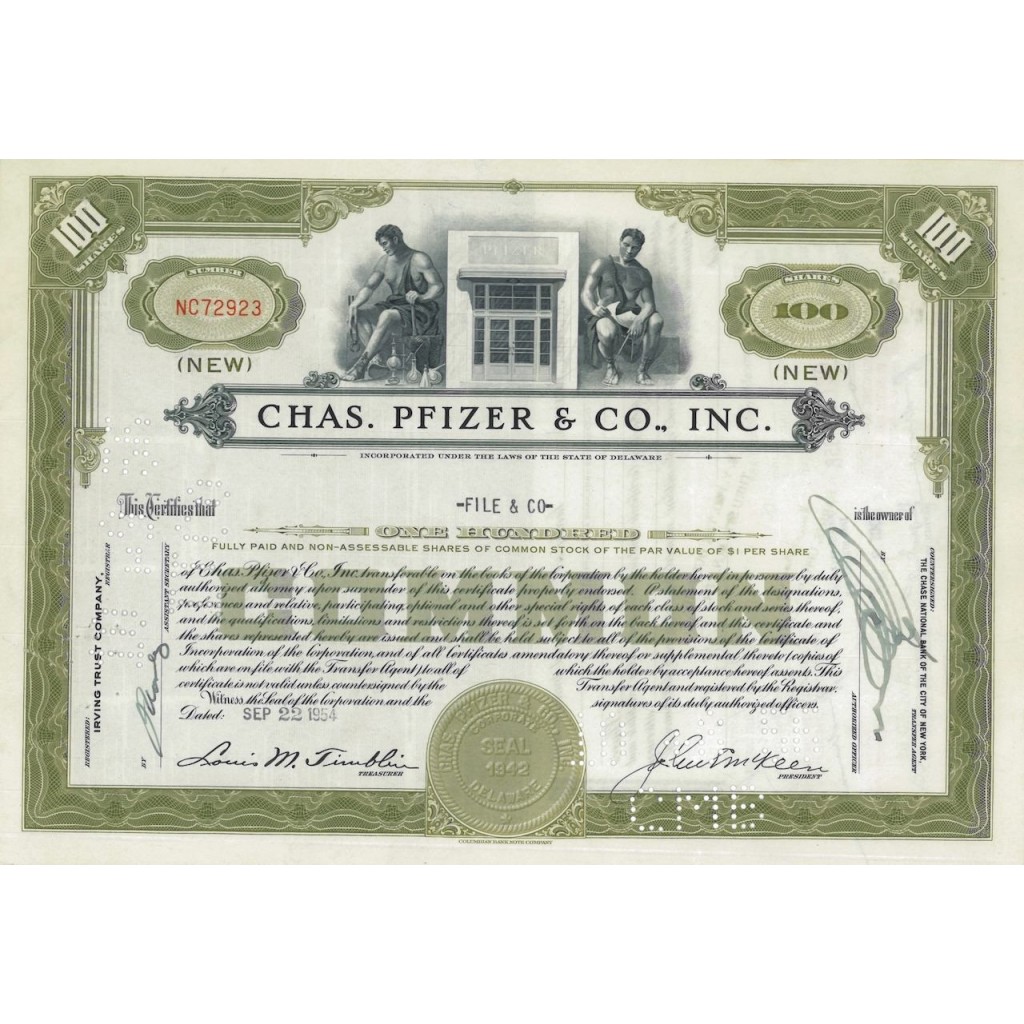 100
SHARES
100
SHARES
PFIZER
NUMBER
NC72923
(NEW)
SHARES
100
(NEW)
CHAS. PFIZER & CO., INC.
INCORPORATED UNDER THE LAWS OF THE STATE OF DELAWARE
This Certifies that
-FILE & CO-
is the owner of
ONE HUNDRED
FULLY PAID AND NON-ASSESSABLE SHARES OF COMMON STOCK OF THE PAR VALUE OF $1 PER SHARE
of Chas. Pfizer & Co., Inc. transferable on the books of the Corporation by the holder hereof in person or by duly
authorized attorney upon surrender of this certificate properly endorsed. A statement of the designations,
preferences and relative, participating, optional and other special rights of each class of stock and series thereof,
and the qualifications, limitations and restrictions thereof is set forth on the back hereof and this certificate and
the shares represented hereby are issued and shall be held subject to all of the provisions of the Certificate of
Incorporation of the Corporation, and of all Certificates amendatory thereof or supplemental thereto (copies of
which are on file with the Transfer Agent) to all of which the holder by acceptance hereof assents. This
certificate is not valid unless countersigned by the Transfer Agent and registered by the Registrar.
Witness the Seal of the Corporation and the signatures of its duly authorized officers.
Dated: SEP 22 1954
Louis M. Timblin
TREASURER
CHAS. PFIZER & CO., INC.
CORPORATE
SEAL
1942
DELAWARE
John E McKeen
PRESIDENT
CME
COLUMBIAN BANK NOTE COMPANY
REGISTERED:
IRVING TRUST COMPANY,
REGISTRAR
BY
ASSISTANT SECRETARY
COUNTERSIGNED:
THE CHASE NATIONAL BANK OF THE CITY OF NEW YORK,
TRANSFER AGENT
BY
AUTHORIZED OFFICER